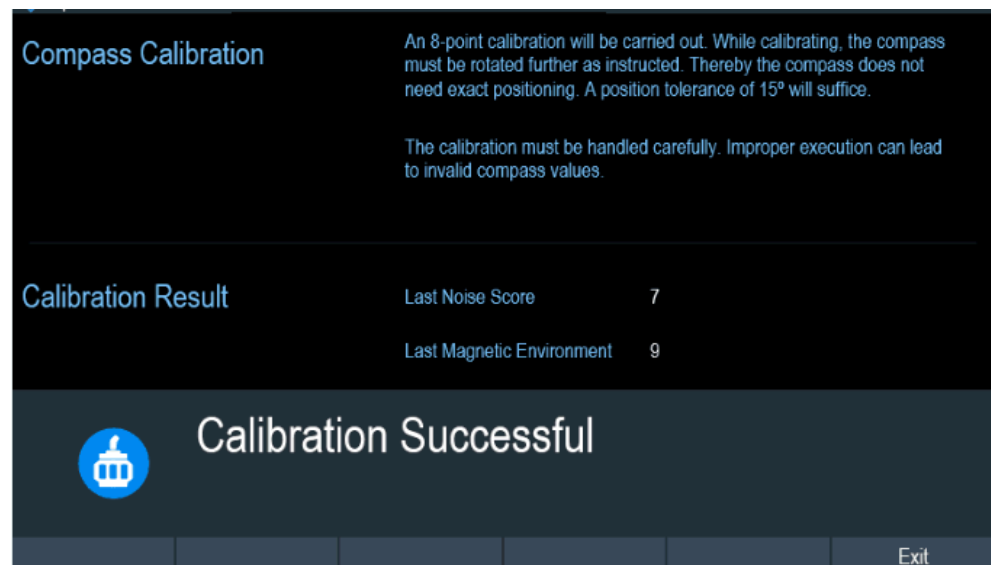 Compass Calibration
An 8-point calibration will be carried out. While calibrating, the compass
must be rotated further as instructed. Thereby the compass does not
need exact positioning. A position tolerance of 15º will suffice.
The calibration must be handled carefully. Improper execution can lead
to invalid compass values.
Calibration Result
Last Noise Score 7
Last Magnetic Environment 9
Calibration Successful
Exit